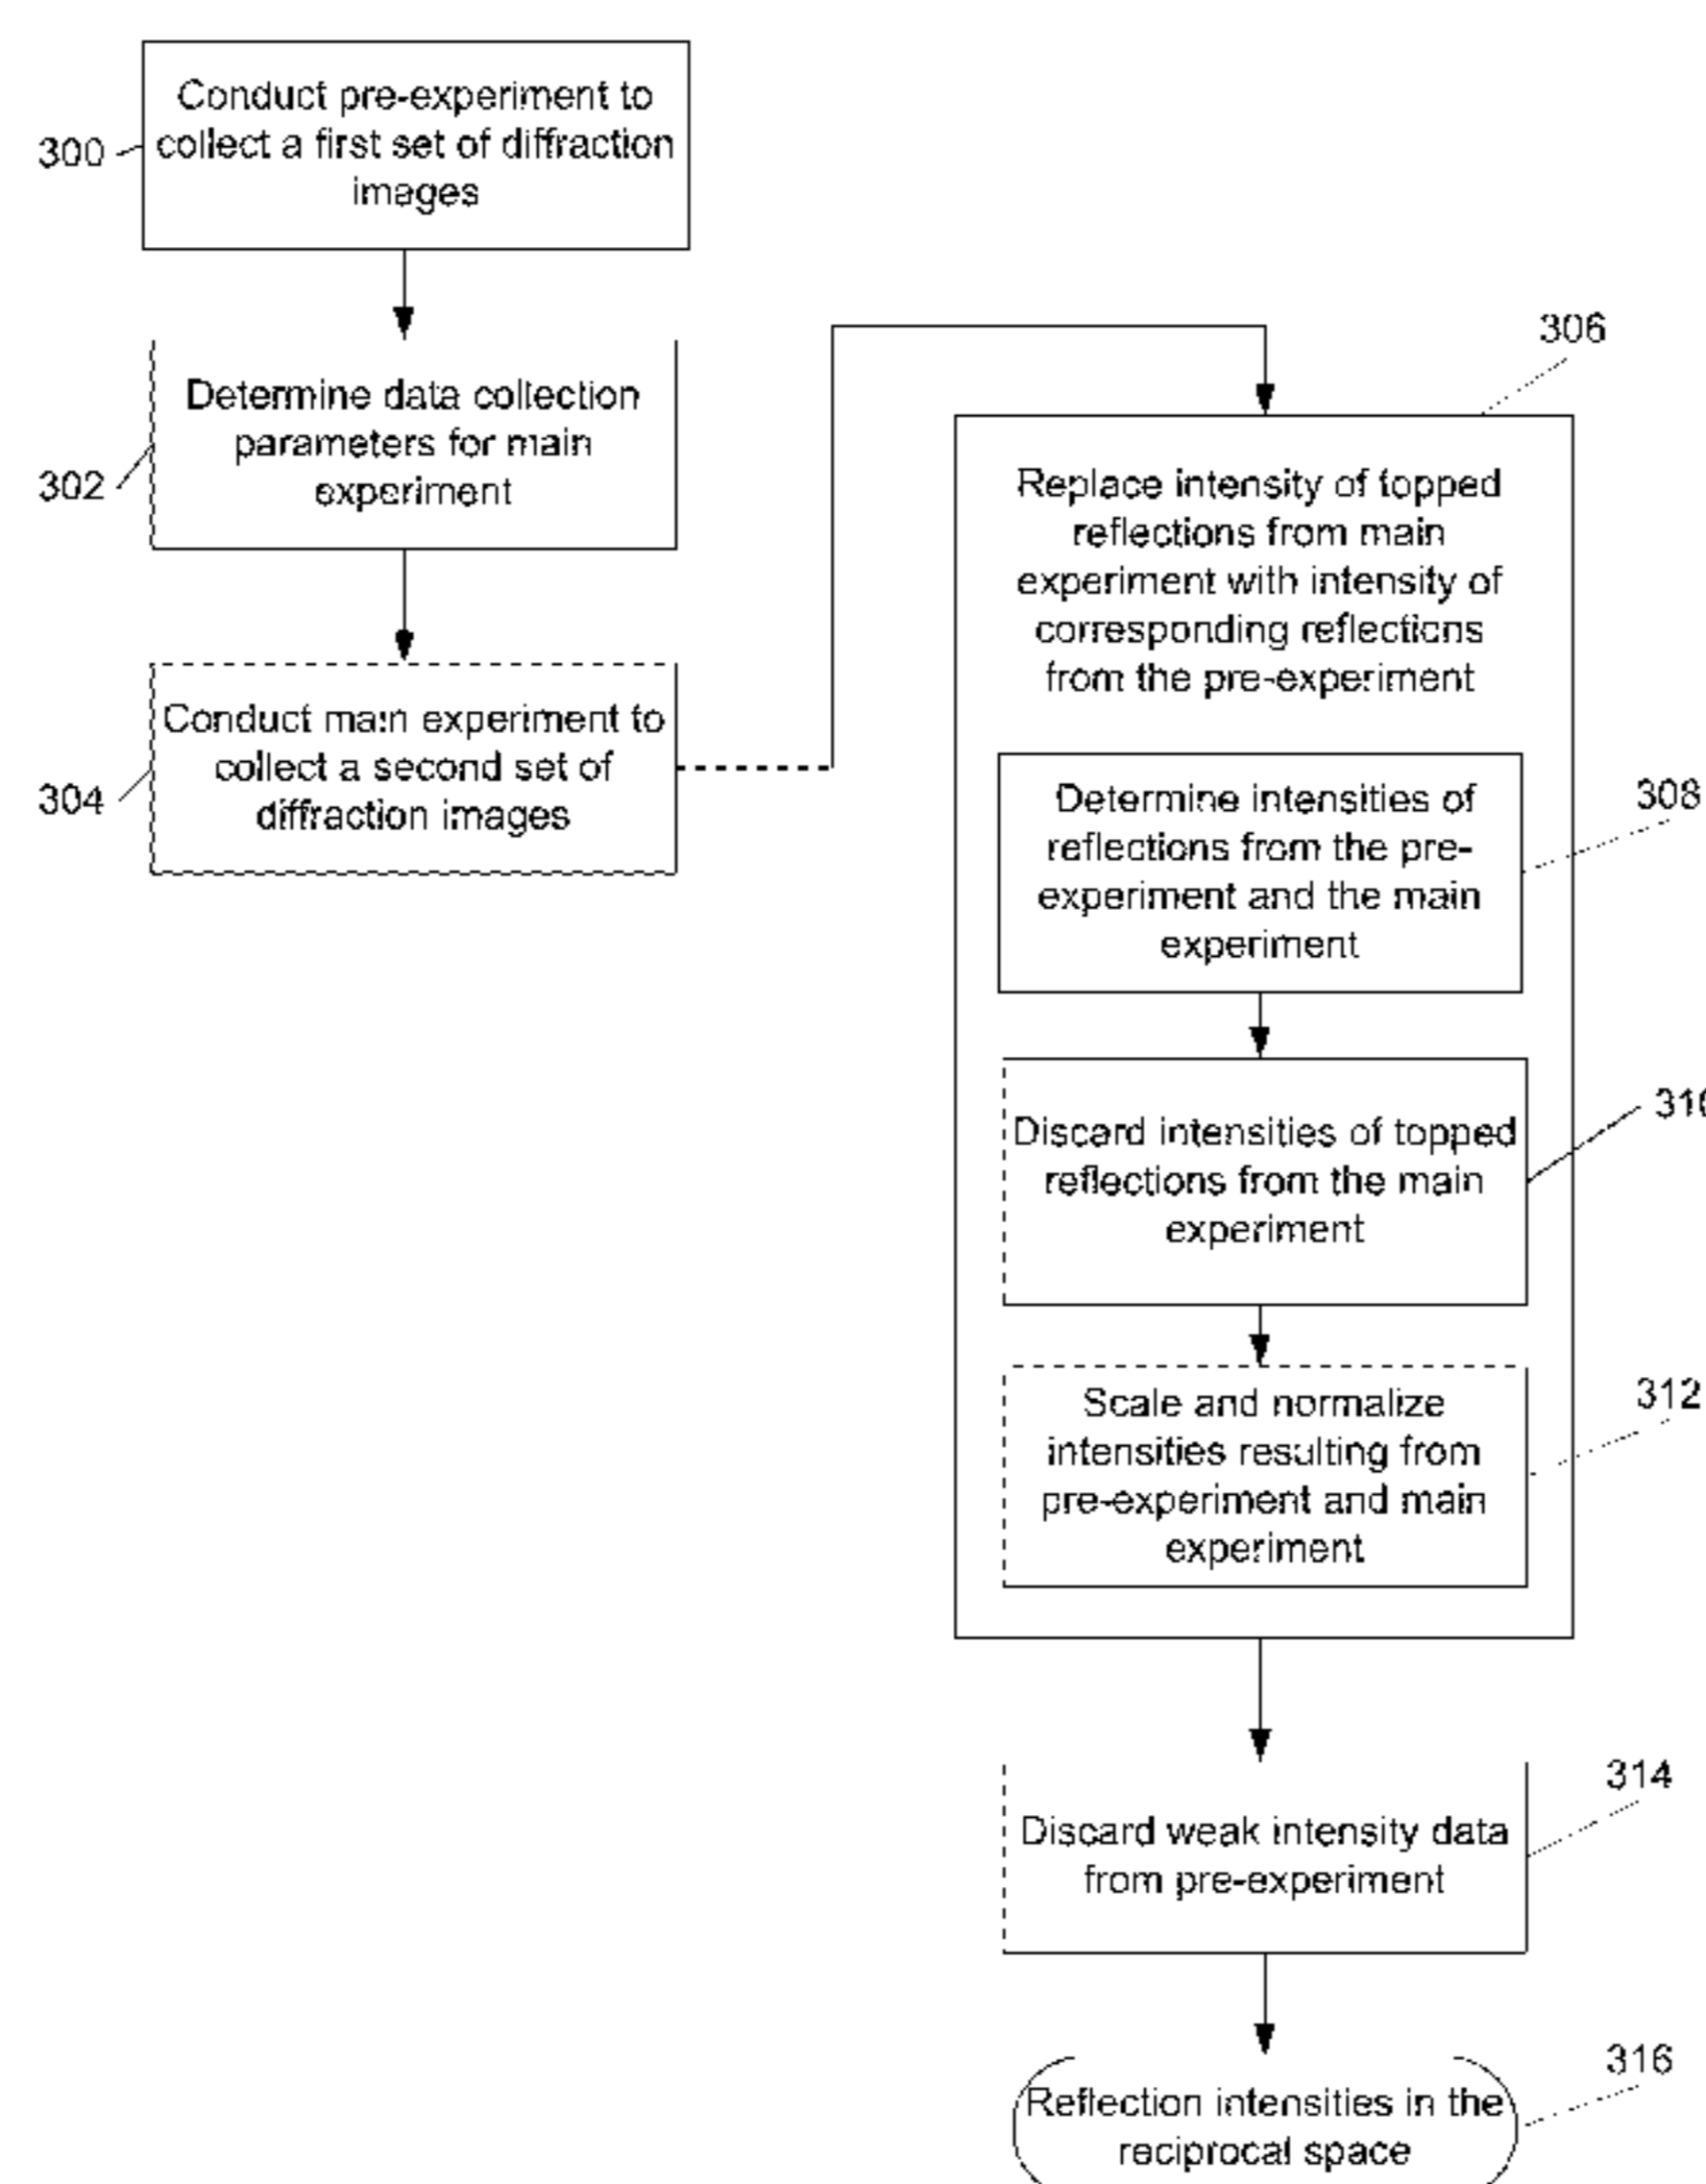 Conduct pre-experiment to
300
collect a first set of diffraction
images
Determine data collection
parameters for main
302
experiment
Conduct main experiment to
304
collect a second set of
diffraction images
306
Replace intensity of topped
reflections from main
experiment with intensity of
corresponding reflections
from the pre-experiment
308
Determine intensities of
reflections from the pre-
experiment and the main
experiment
310
Discard intensities of topped
reflections from the main
experiment
312
Scale and normalize
intensities resulting from
pre-experiment and main
experiment
314
Discard weak intensity data
from pre-experiment
316
Reflection intensities in the
reciprocal space